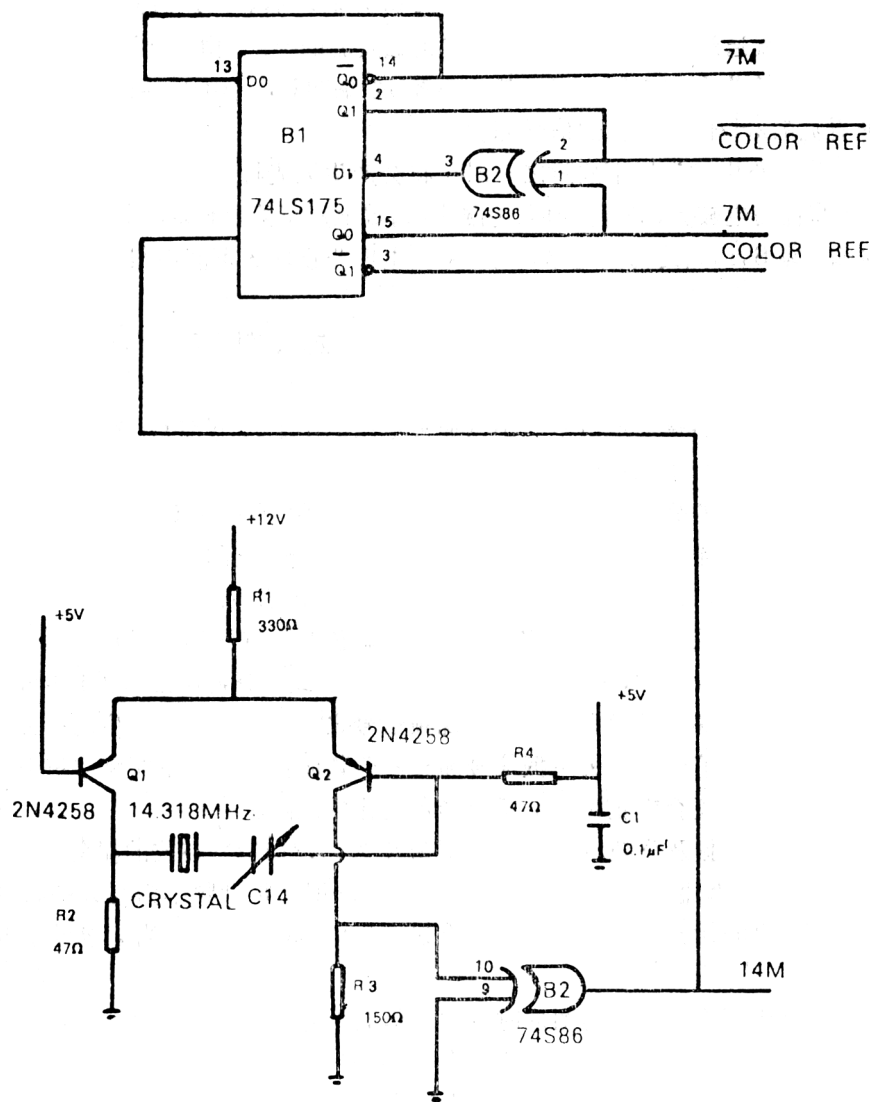 13
D0
Q0
14
7M
2
Q1
B1
COLOR REF
4
D1
3
B2
2
1
74LS175
74S86
15
Q0
7M
3
Q1
COLOR REF
+12V
R1
330Ω
+5V
+5V
2N4258
R4
Q1
Q2
47Ω
C1
0.1μF
2N4258
14.318MHz
CRYSTAL
C14
R2
47Ω
R3
150Ω
10
9
B2
14M
74S86